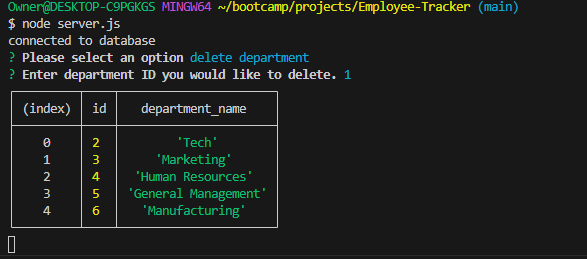 Owner@DESKTOP-C9PGKGS MINGW64 ~/bootcamp/projects/Employee-Tracker (main)
$ node server.js
connected to database
? Please select an option delete department
? Enter department ID you would like to delete. 1
(index) id department_name
0 2 'Tech'
1 3 'Marketing'
2 4 'Human Resources'
3 5 'General Management'
4 6 'Manufacturing'